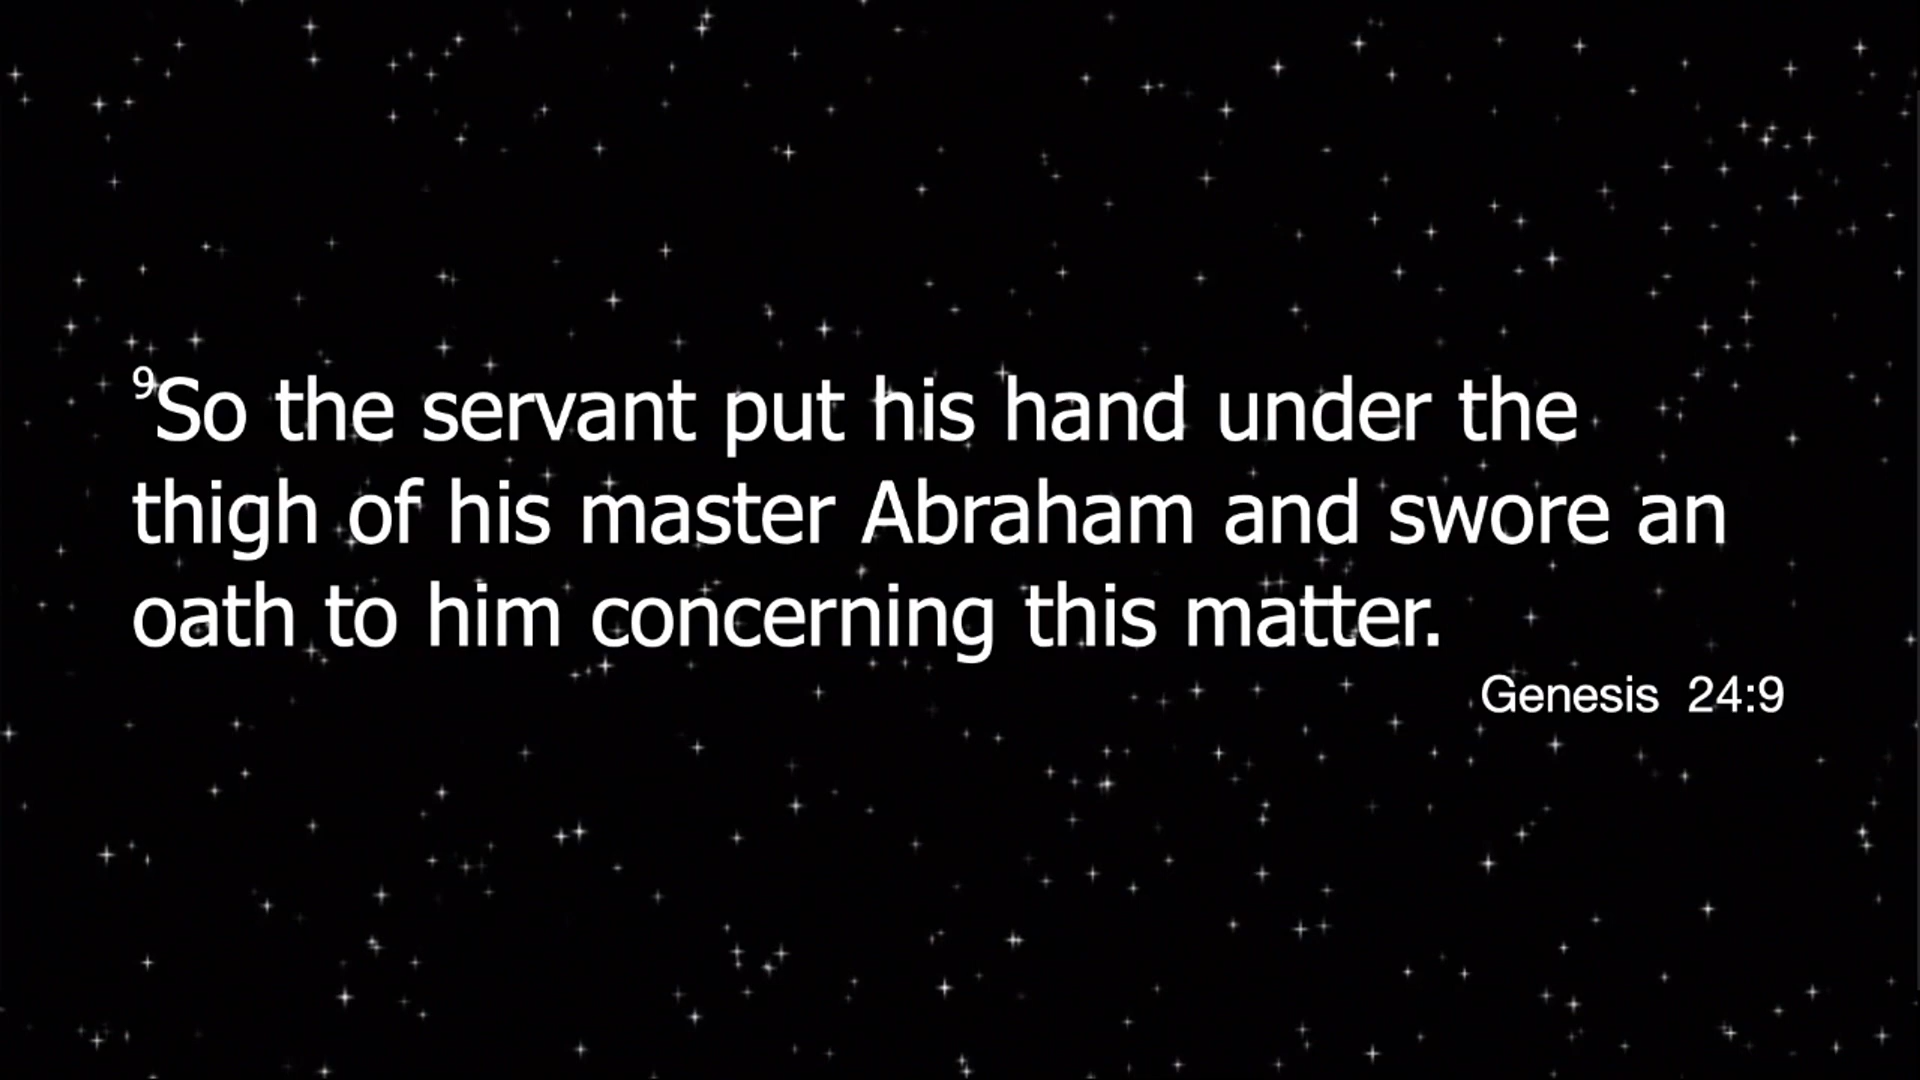 ⁹So the servant put his hand under the
thigh of his master Abraham and swore an
oath to him concerning this matter.
Genesis 24:9